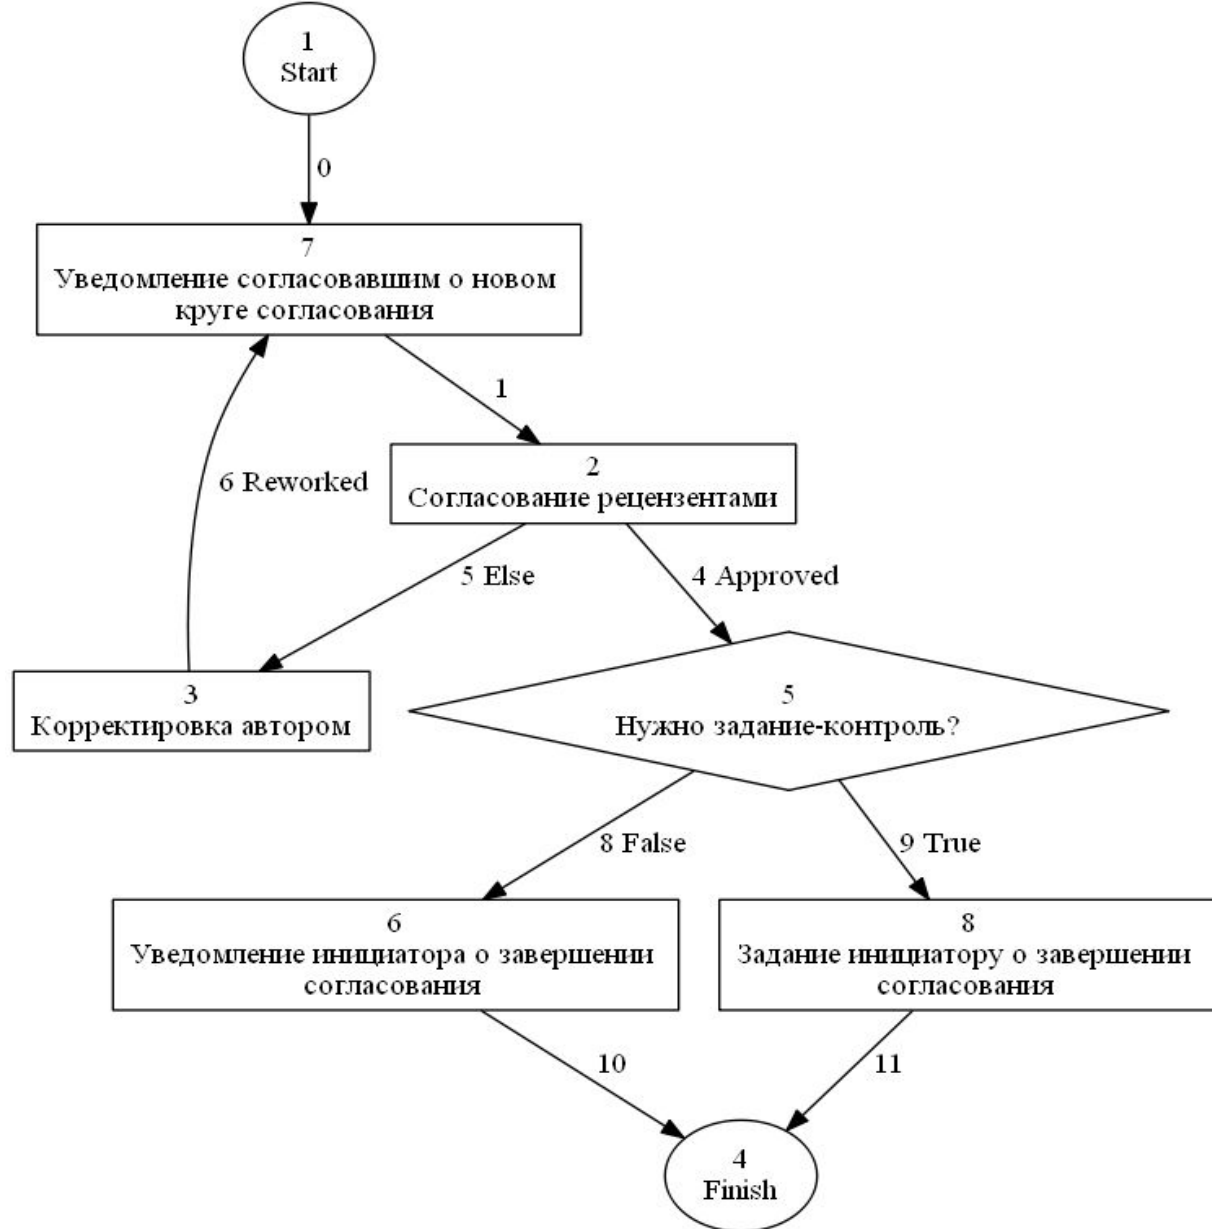 1
Start
0
7
Уведомление согласовавшим о новом
круге согласования
1
6 Reworked
2
Согласование рецензентами
5 Else
4 Approved
3
Корректировка автором
5
Нужно задание-контроль?
8 False
9 True
6
Уведомление инициатора о завершении
согласования
8
Задание инициатору о завершении
согласования
10
11
4
Finish